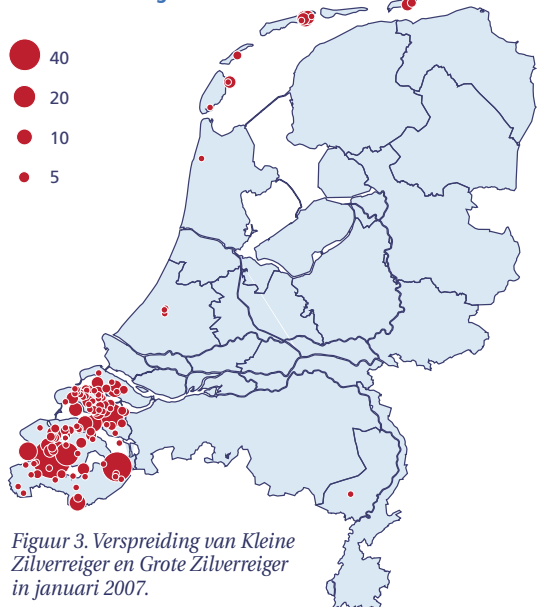 40
20
10
5
Figuur 3. Verspreiding van Kleine
Zilverreiger en Grote Zilverreiger
in januari 2007.